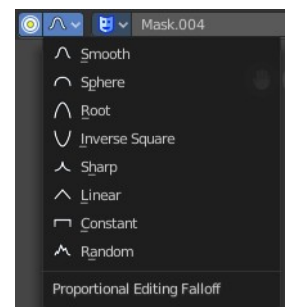 Mask.004
Smooth
Sphere
Root
Inverse Square
Sharp
Linear
Constant
Random
Proportional Editing Falloff